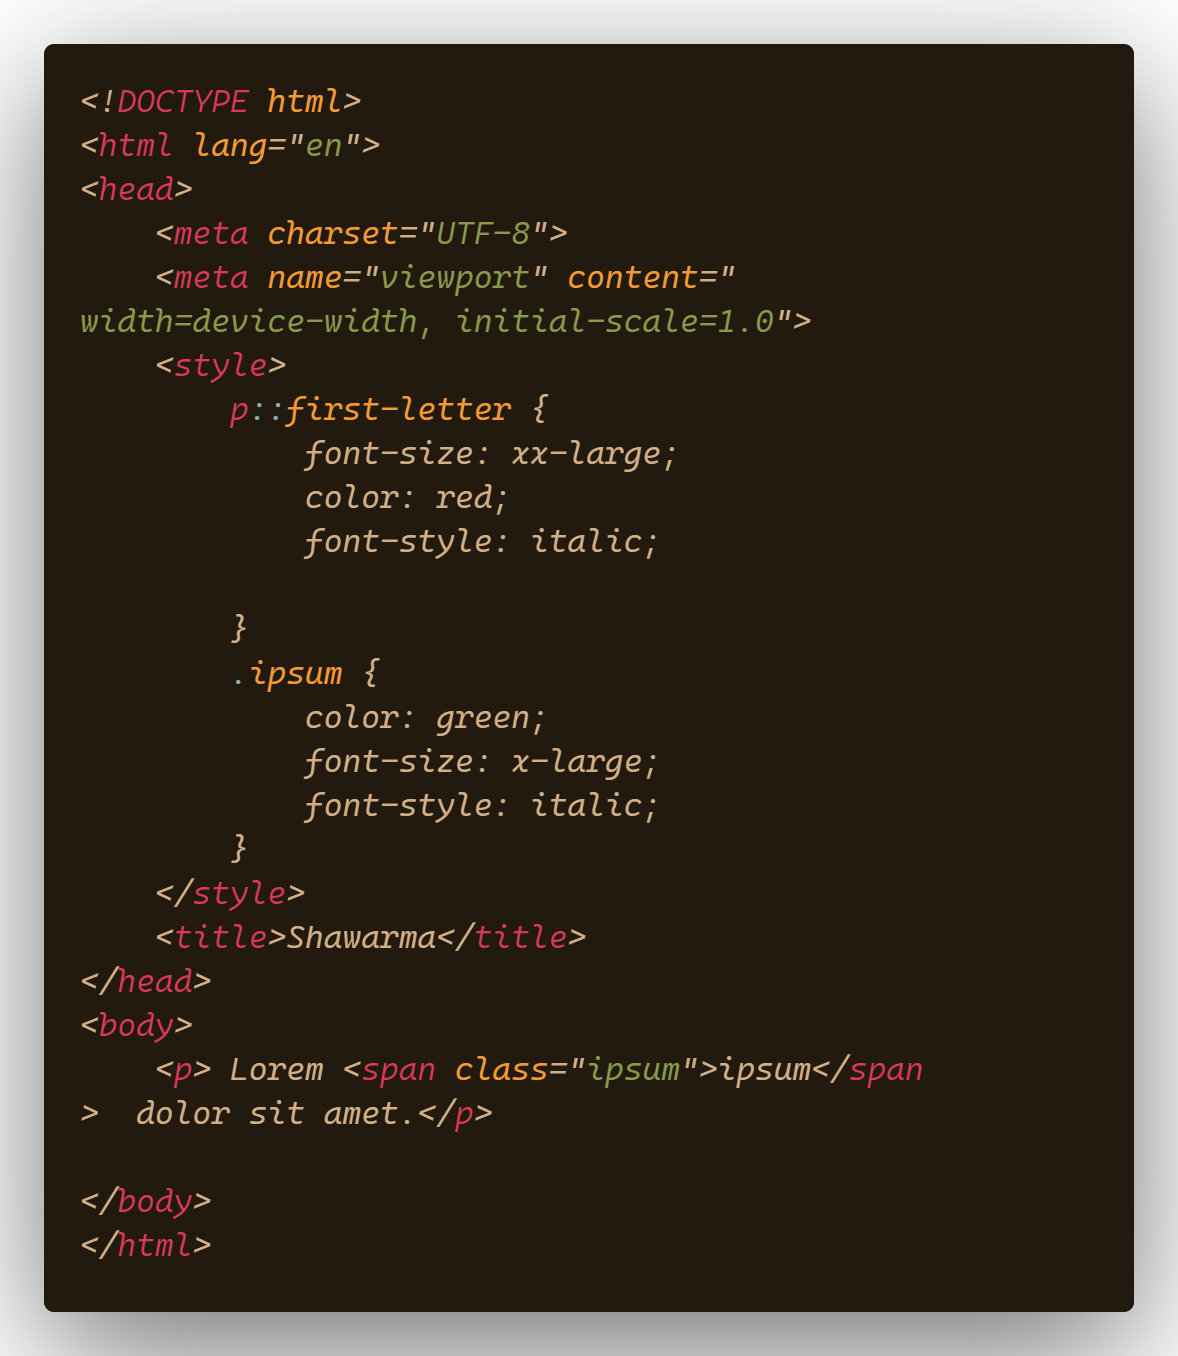 <!DOCTYPE html>
<html lang="en">
<head>
    <meta charset="UTF-8">
    <meta name="viewport" content="
width=device-width, initial-scale=1.0">
    <style>
        p::first-letter {
            font-size: xx-large;
            color: red;
            font-style: italic;

        }
        .ipsum {
            color: green;
            font-size: x-large;
            font-style: italic;
        }
    </style>
    <title>Shawarma</title>
</head>
<body>
    <p> Lorem <span class="ipsum">ipsum</span
>  dolor sit amet.</p>

</body>
</html>